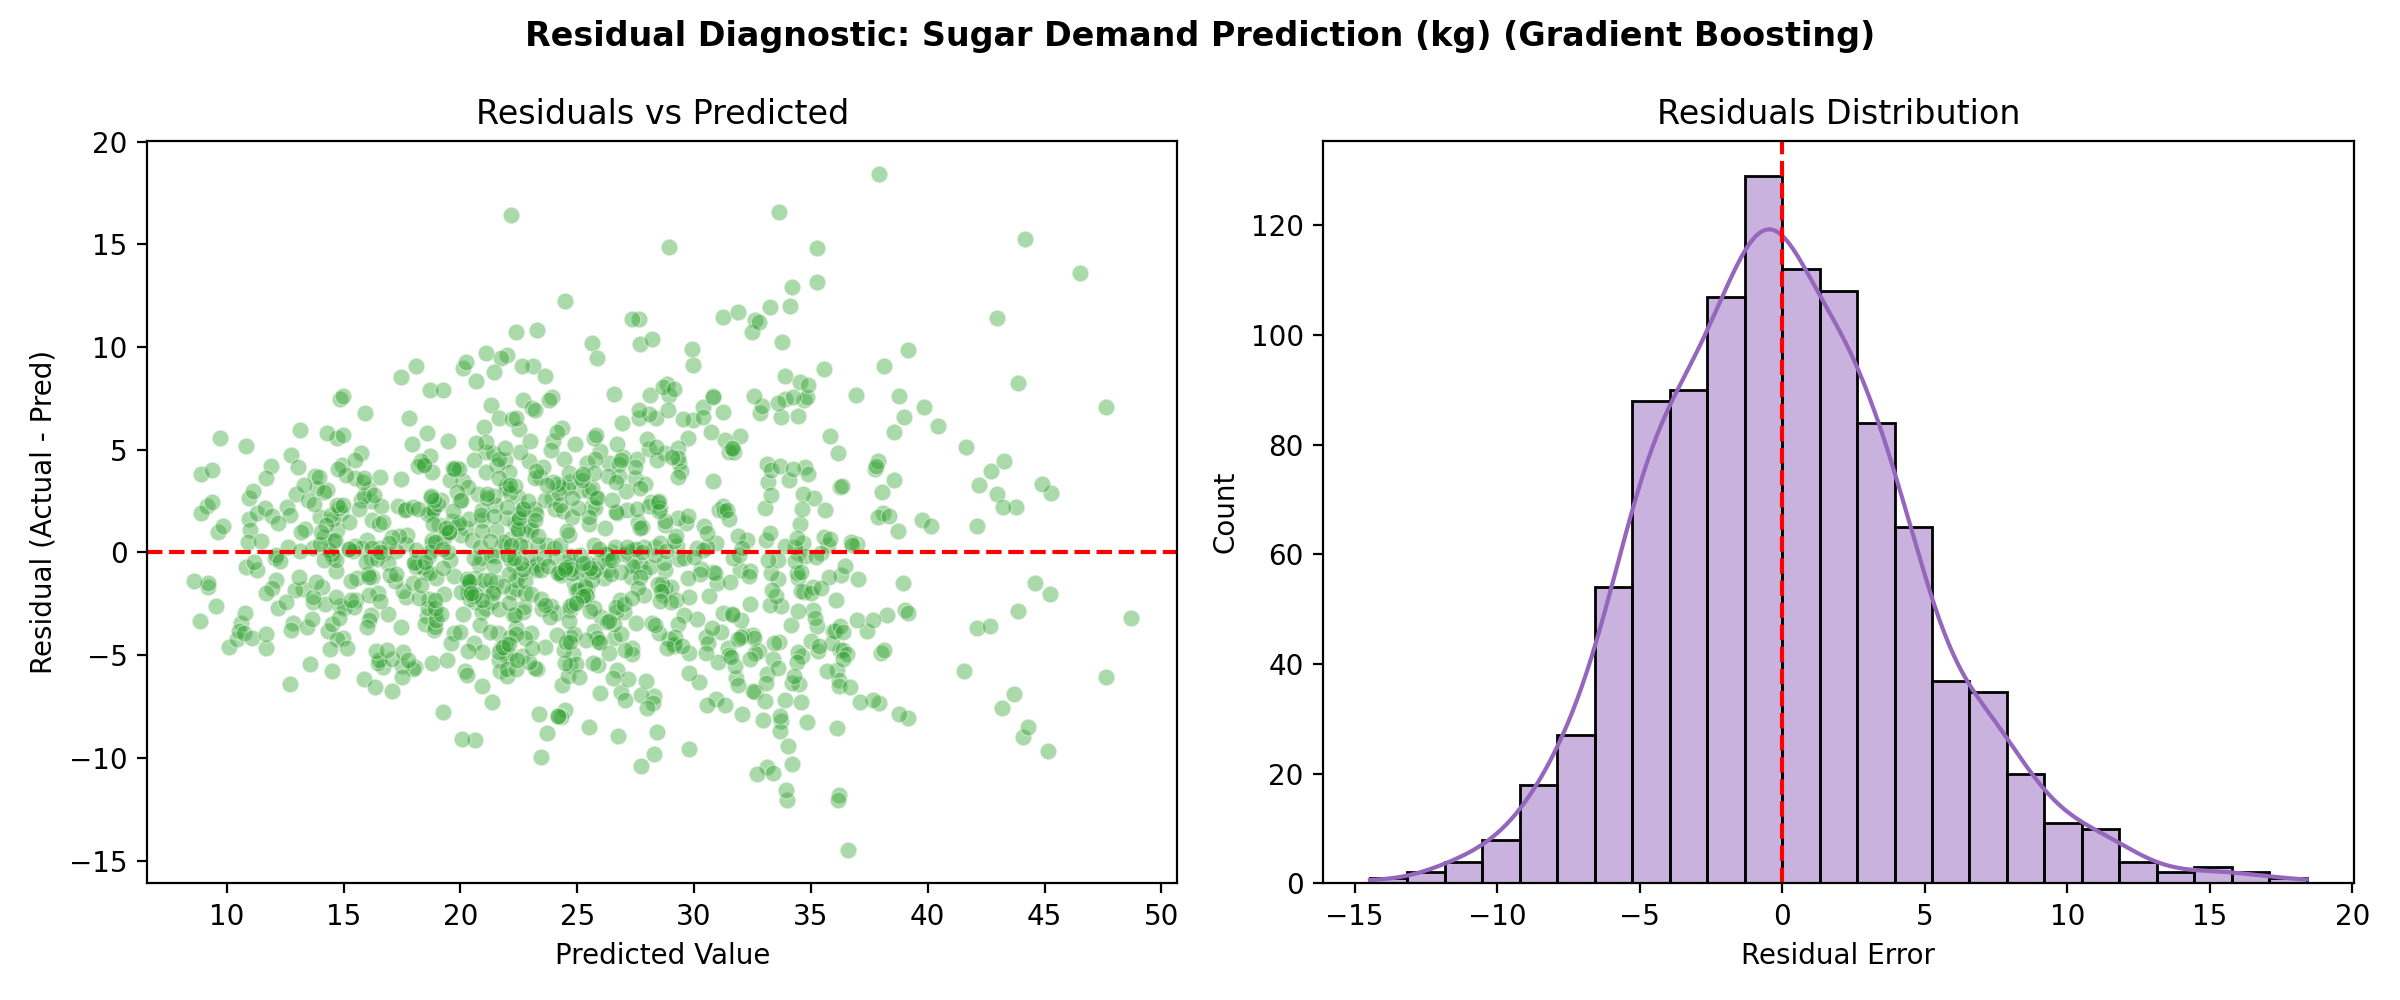 Residual Diagnostic: Sugar Demand Prediction (kg) (Gradient Boosting)
Residuals vs Predicted
Residual (Actual - Pred)
20
15
10
5
0
−5
−10
−15
10 15 20 25 30 35 40 45 50
Predicted Value
Residuals Distribution
Count
120
100
80
60
40
20
0
−15 −10 −5 0 5 10 15 20
Residual Error